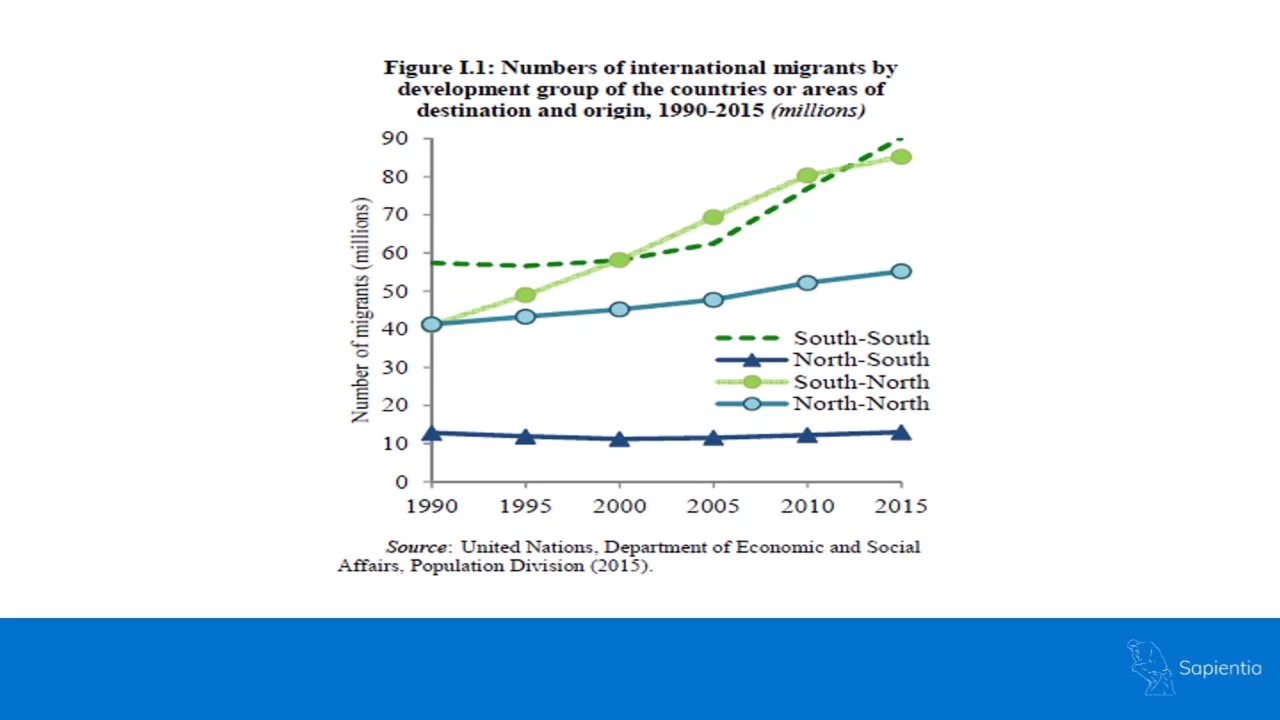 Figure I.1: Numbers of international migrants by
development group of the countries or areas of
destination and origin, 1990-2015 (millions)
90
80
70
60
50
40
30
20
10
0
Number of migrants (millions)
South-South
North-South
South-North
North-North
1990 1995 2000 2005 2010 2015
Source: United Nations, Department of Economic and Social
Affairs, Population Division (2015).
Sapientia